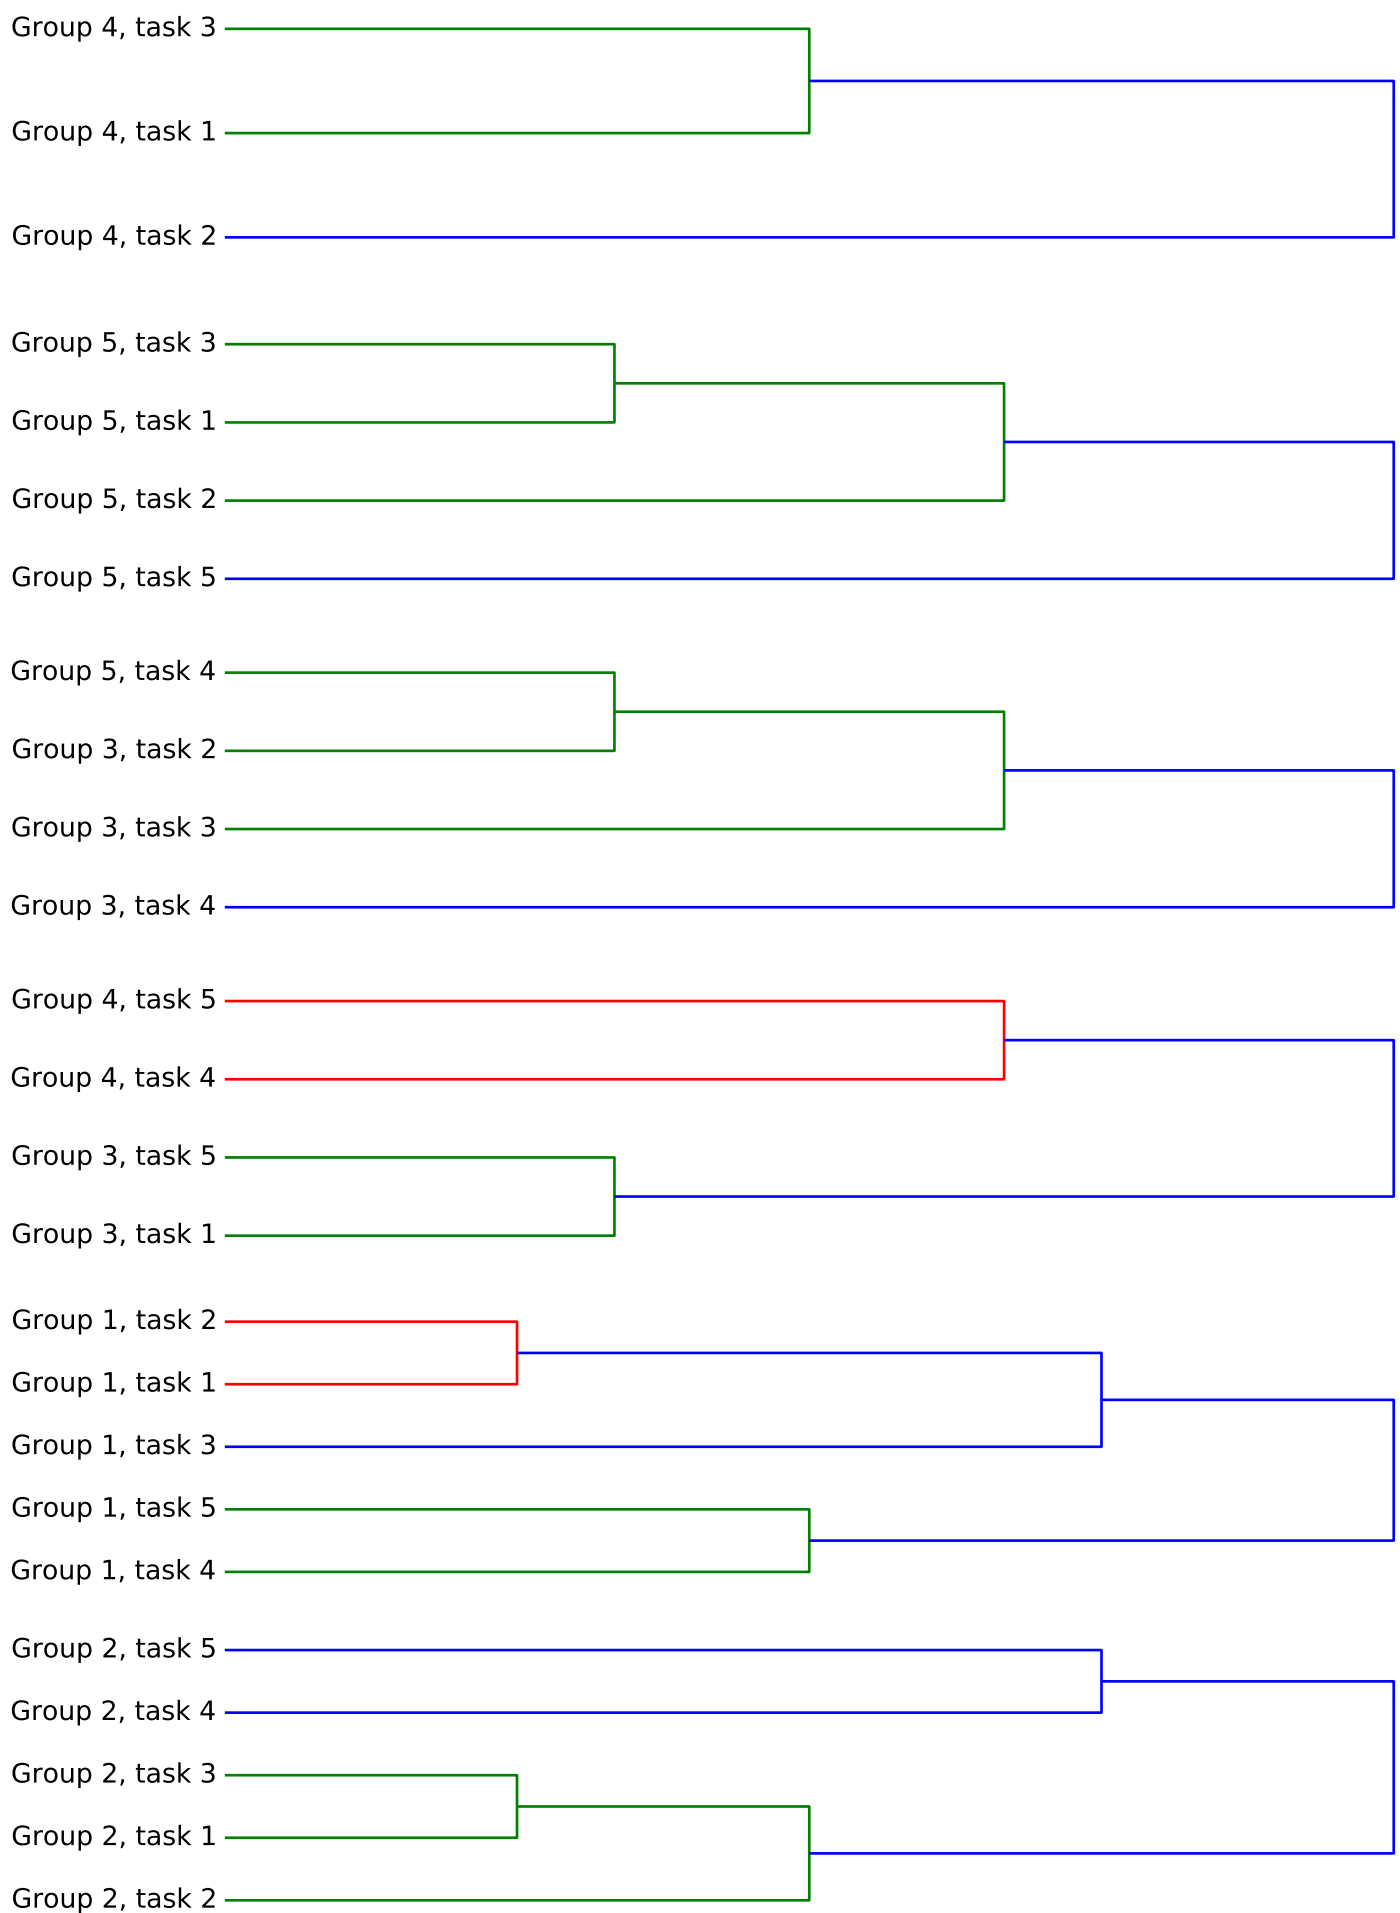 Group 4, task 3
Group 4, task 1
Group 4, task 2
Group 5, task 3
Group 5, task 1
Group 5, task 2
Group 5, task 5
Group 5, task 4
Group 3, task 2
Group 3, task 3
Group 3, task 4
Group 4, task 5
Group 4, task 4
Group 3, task 5
Group 3, task 1
Group 1, task 2
Group 1, task 1
Group 1, task 3
Group 1, task 5
Group 1, task 4
Group 2, task 5
Group 2, task 4
Group 2, task 3
Group 2, task 1
Group 2, task 2